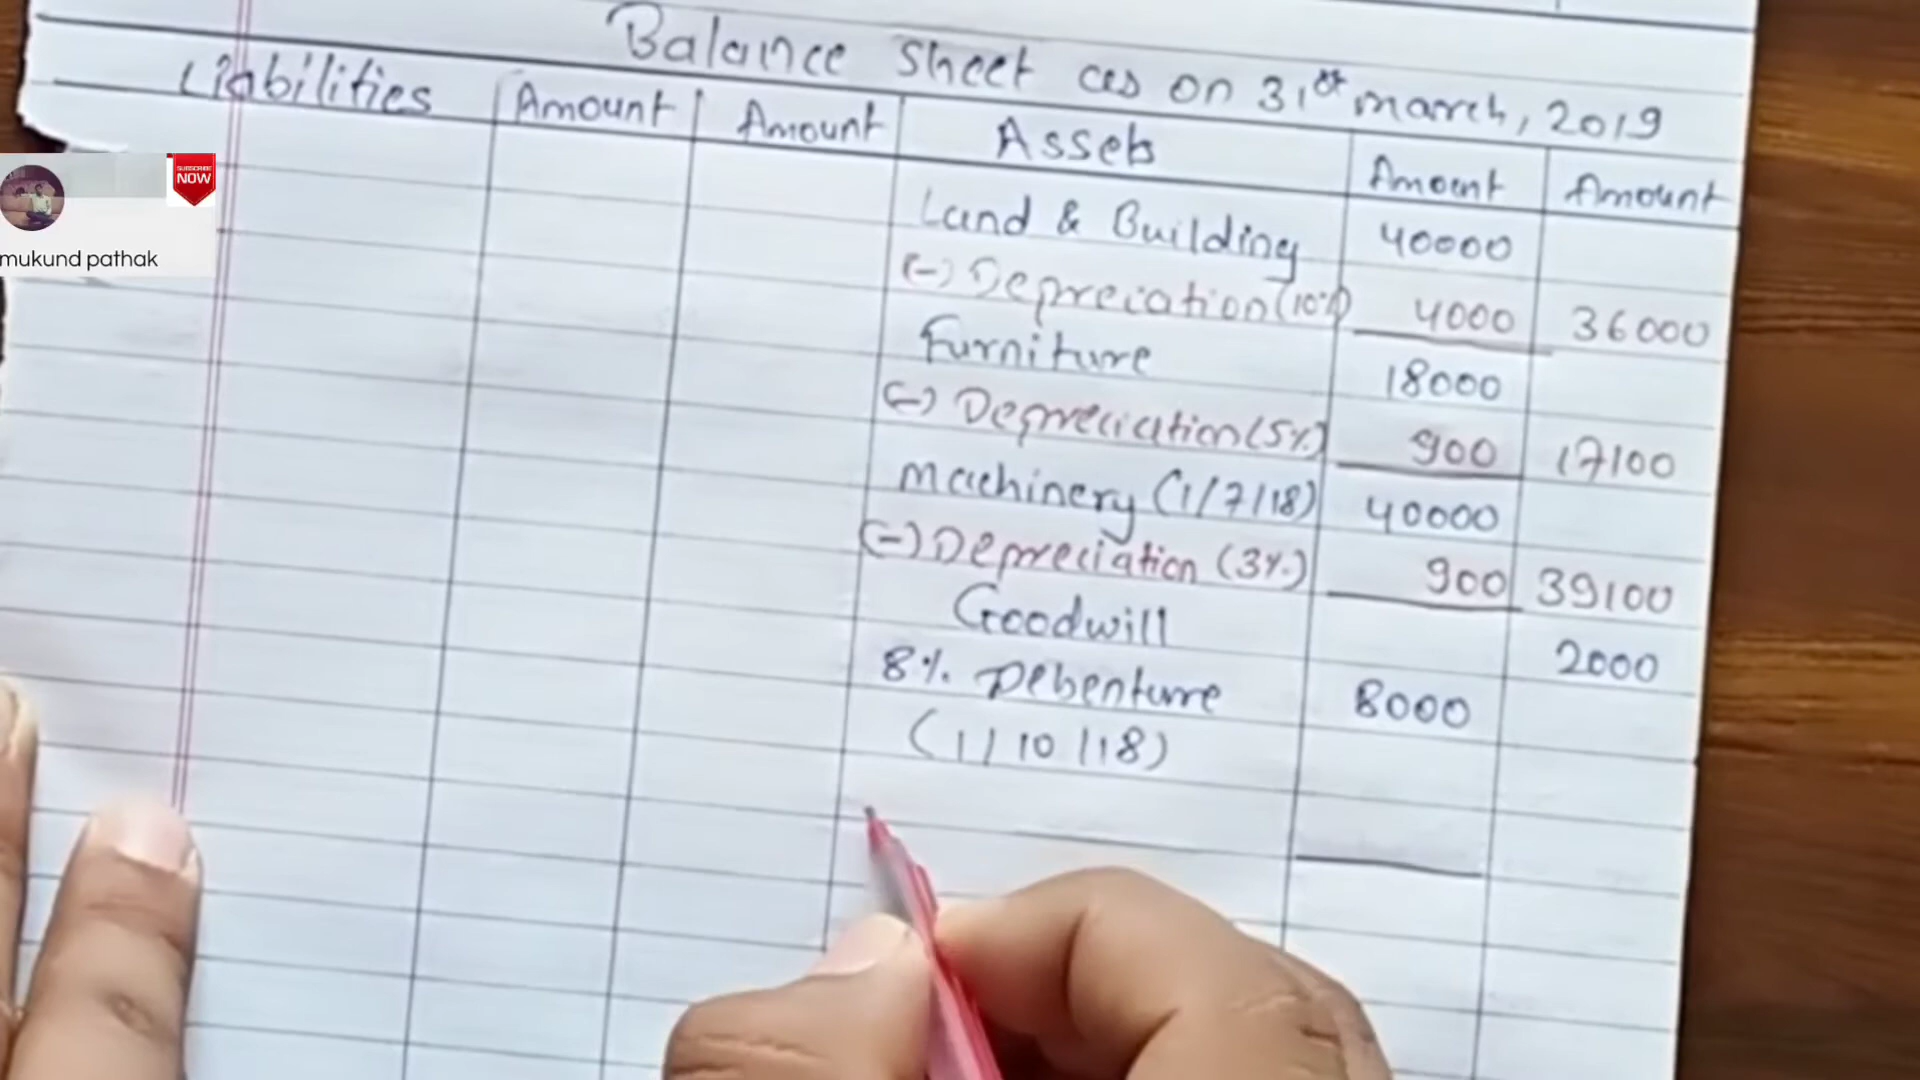 Balance Sheet as on 31st march, 2019
Liabilities Amount Amount Assets Amount Amount
Land & Building 40000
(-) Depreciation (10%) 4000 36000
Furniture 18000
(-) Depreciation (5%) 900 17100
Machinery (1/7/18) 40000
(-) Depreciation (3%) 900 39100
Goodwill 2000
8% Debenture 8000
(1/10/18)
SUBSCRIBE
NOW
mukund pathak